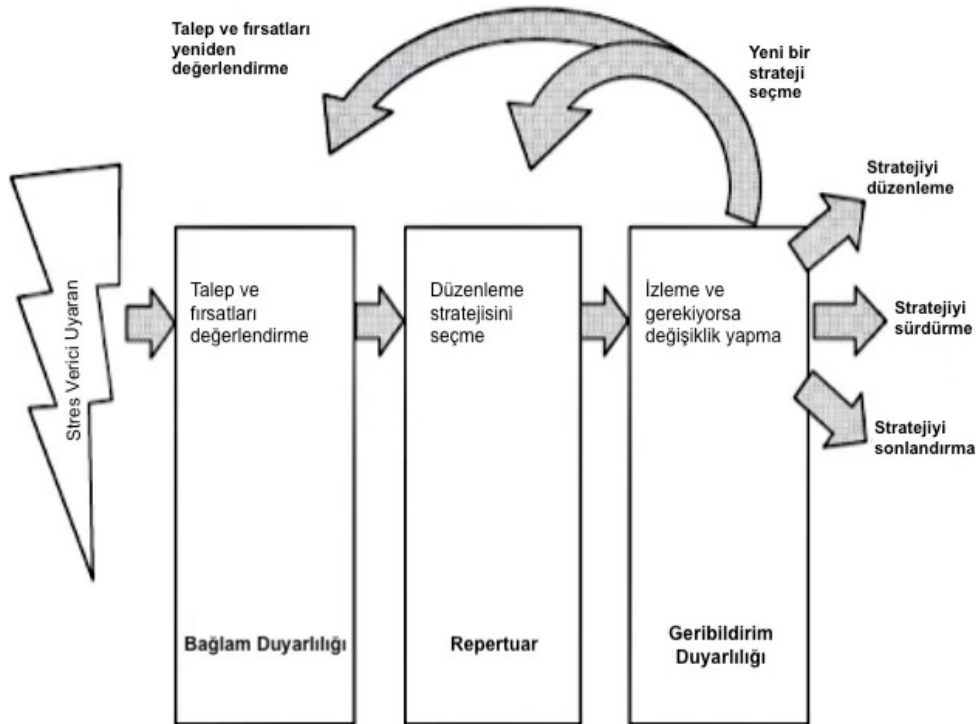 Talep ve fırsatları
yeniden
değerlendirme
Yeni bir
strateji
seçme
Stratejiyi
düzenleme
Stres Verici Uyaran
Talep ve
fırsatları
değerlendirme
Düzenleme
stratejisini
seçme
İzleme ve
gerekiyorsa
değişiklik yapma
Stratejiyi
sürdürme
Stratejiyi
sonlandırma
Bağlam Duyarlılığı
Repertuar
Geribildirim
Duyarlılığı